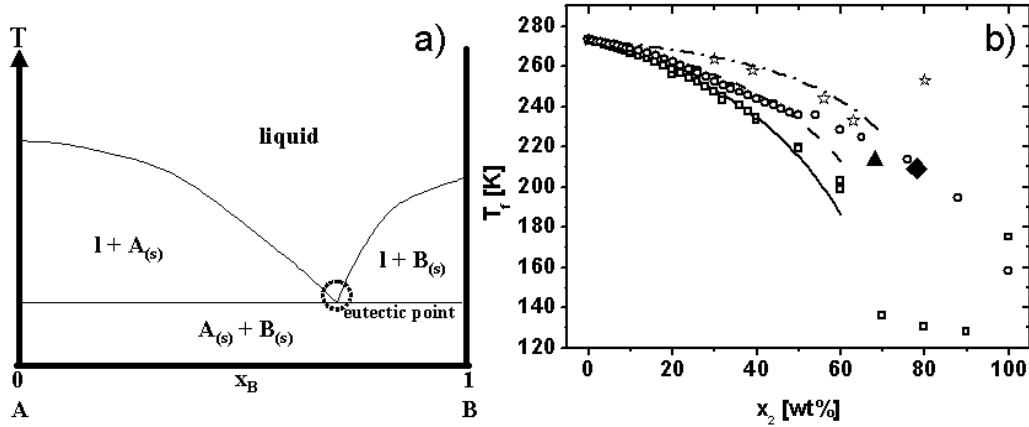 T
a)
liquid
l + A(s)
l + B(s)
eutectic point
A(s) + B(s)
0
xB
1
A
B
b)
280
260
240
220
200
180
160
140
120
Tf [K]
0
20
40
60
80
100
x2 [wt%]